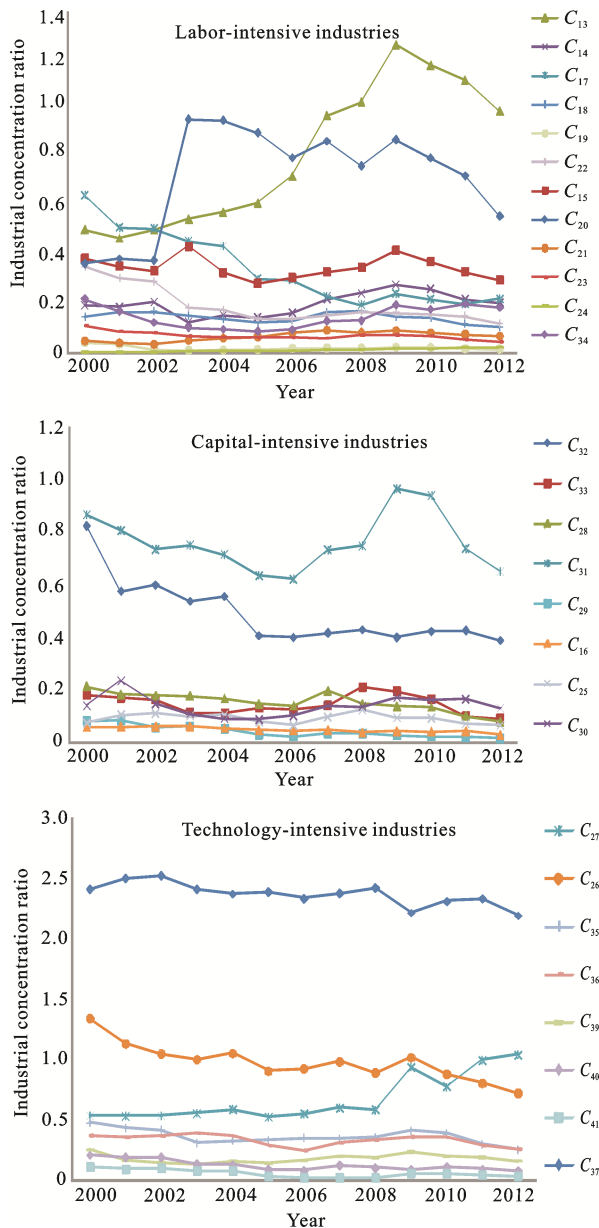 Labor-intensive industries
Industrial concentration ratio
1.4
1.2
1.0
0.8
0.6
0.4
0.2
0
2000 2002 2004 2006 2008 2010 2012
Year
C13
C14
C17
C18
C19
C22
C15
C20
C21
C23
C24
C34
Capital-intensive industries
Industrial concentration ratio
1.2
1.0
0.8
0.6
0.4
0.2
0
2000 2002 2004 2006 2008 2010 2012
Year
C32
C33
C28
C31
C29
C16
C25
C30
Technology-intensive industries
Industrial concentration ratio
3.0
2.5
2.0
1.5
1.0
0.5
0
2000 2002 2004 2006 2008 2010 2012
Year
C27
C26
C35
C36
C39
C40
C41
C37